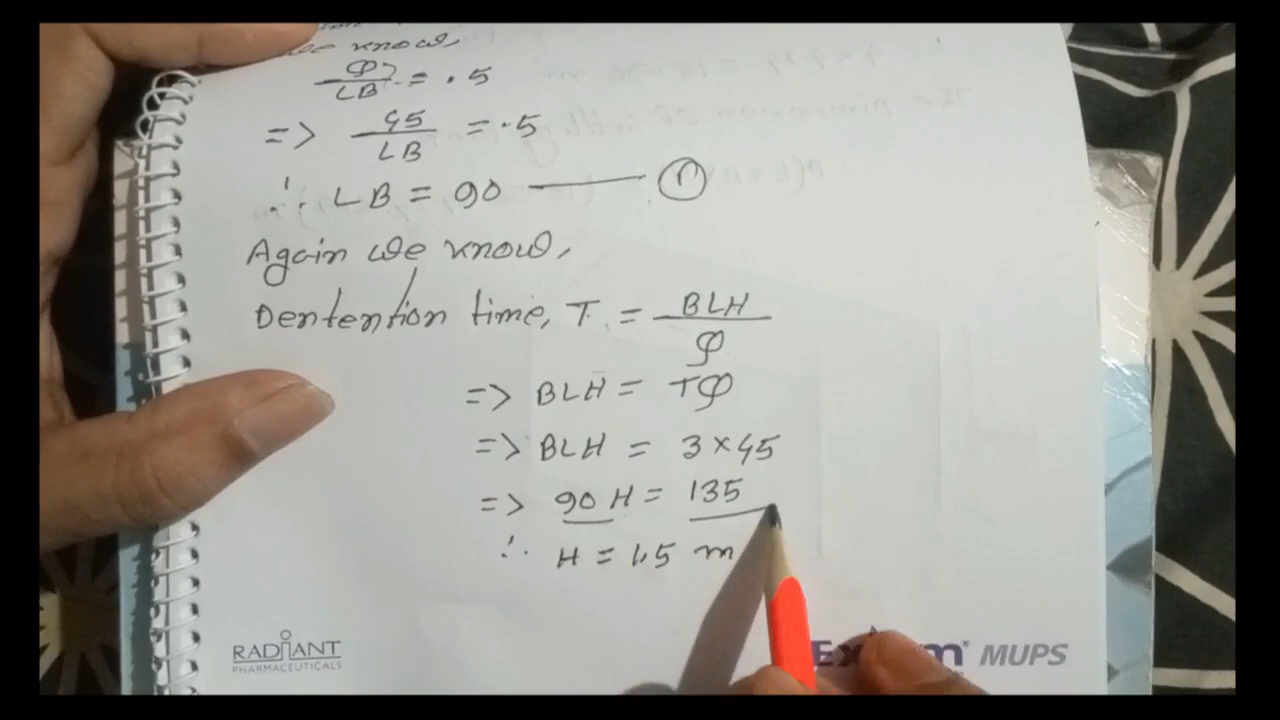 we know,
Q/LB = .5
=> 45/LB = .5
∴ LB = 90 —— (1)
Again we know,
Dentention time, T = BLH/Q
=> BLH = TQ
=> BLH = 3 × 45
=> 90 H = 135
∴ H = 1.5 m
RADIANT
PHARMACEUTICALS
MUPS